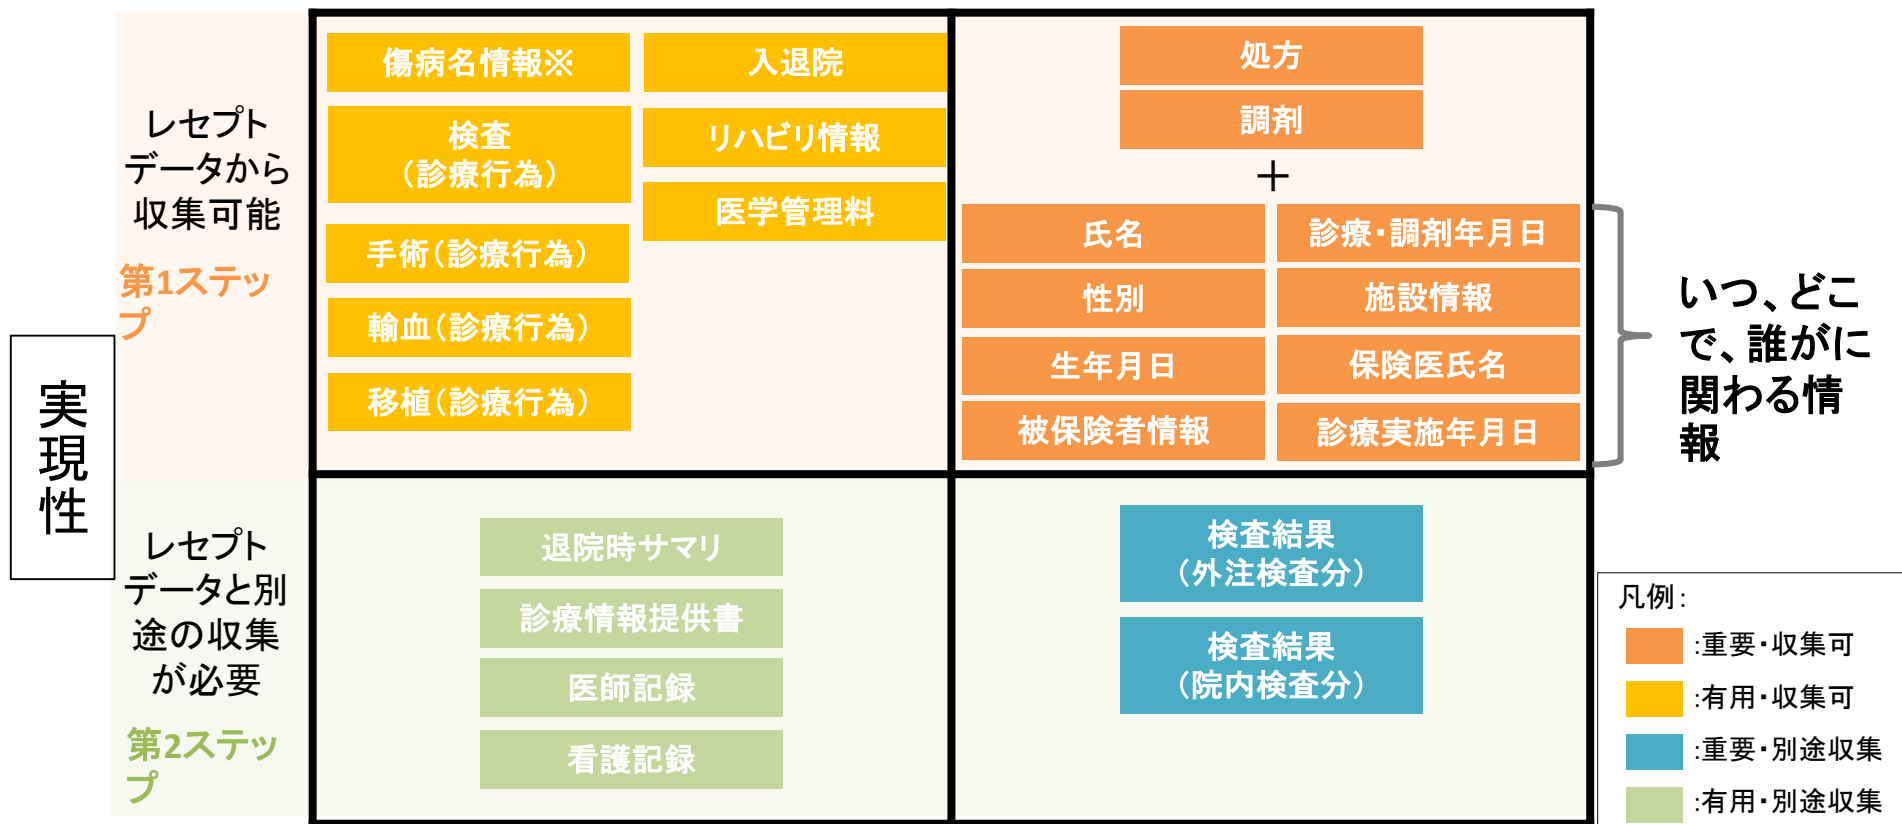 実現性
レセプト
データから
収集可能
第1ステッ
プ
傷病名情報※
入退院
検査
（診療行為）
リハビリ情報
医学管理料
手術（診療行為）
輸血（診療行為）
移植（診療行為）
処方
調剤
＋
氏名
診療・調剤年月日
性別
施設情報
生年月日
保険医氏名
被保険者情報
診療実施年月日
いつ、どこ
で、誰がに
関わる情
報
レセプト
データと別
途の収集
が必要
第2ステッ
プ
退院時サマリ
診療情報提供書
医師記録
看護記録
検査結果
（外注検査分）
検査結果
（院内検査分）
凡例：
:重要・収集可
:有用・収集可
:重要・別途収集
:有用・別途収集